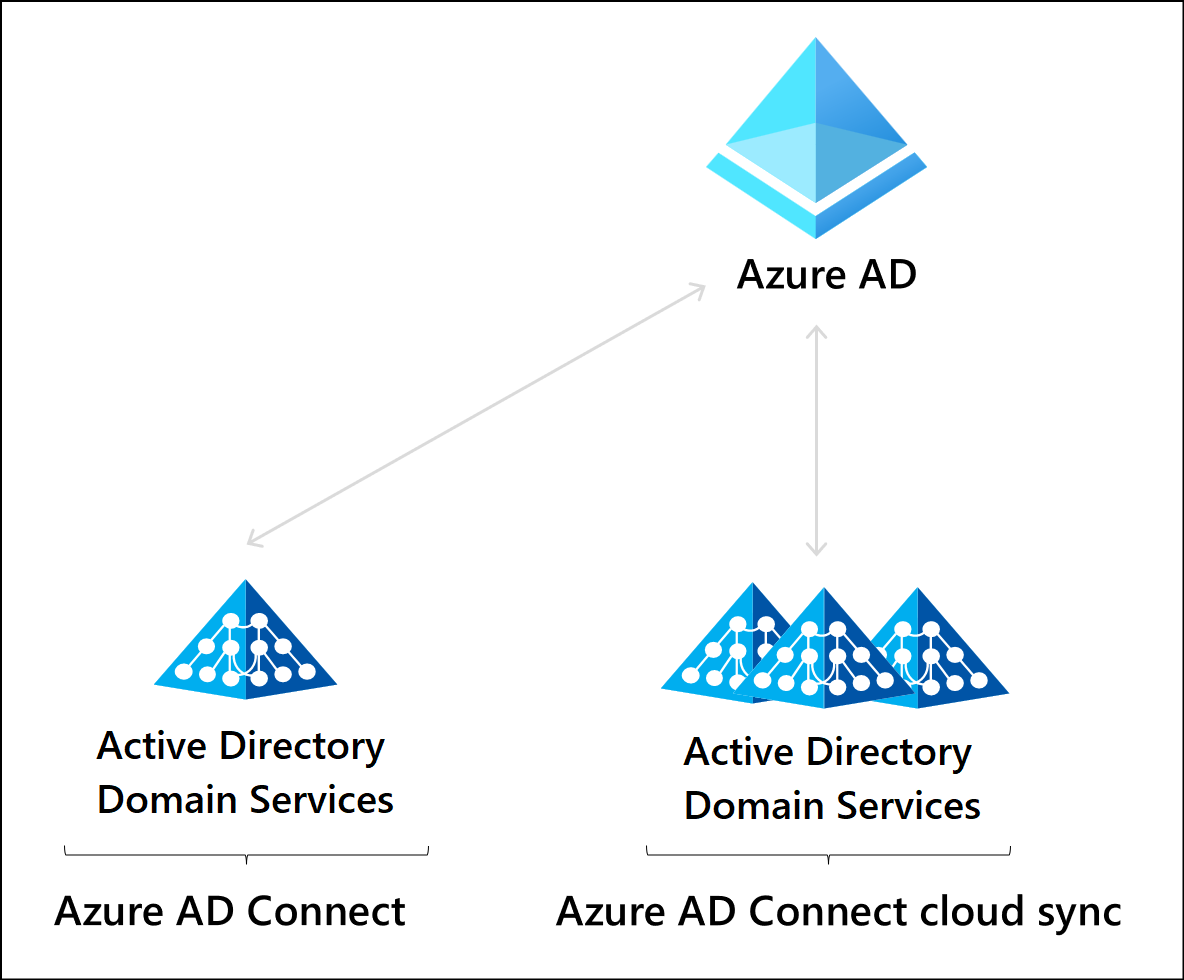 Azure AD
Active Directory
Domain Services
Azure AD Connect
Active Directory
Domain Services
Azure AD Connect cloud sync